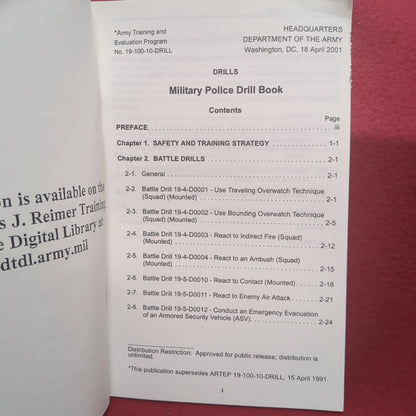 on is available on the
s J. Reimer Training
e Digital Library at
dtdl.army.mil
*Army Training and
Evaluation Program
No. 19-100-10-DRILL
HEADQUARTERS
DEPARTMENT OF THE ARMY
Washington, DC, 18 April 2001
DRILLS
Military Police Drill Book
Contents
Page
PREFACE. iii
Chapter 1. SAFETY AND TRAINING STRATEGY 1-1
Chapter 2. BATTLE DRILLS 2-1
2-1. General 2-1
2-2. Battle Drill 19-4-D0001 - Use Traveling Overwatch Technique
(Squad) (Mounted) 2-1
2-3. Battle Drill 19-4-D0002 - Use Bounding Overwatch Technique
(Squad) (Mounted) 2-5
2-4. Battle Drill 19-4-D0003 - React to Indirect Fire (Squad)
(Mounted) 2-12
2-5. Battle Drill 19-4-D0004 - React to an Ambush (Squad)
(Mounted) 2-15
2-6. Battle Drill 19-5-D0010 - React to Contact (Mounted) 2-18
2-7. Battle Drill 19-5-D0011 - React to Enemy Air Attack 2-21
2-8. Battle Drill 19-5-D0012 - Conduct an Emergency Evacuation
of an Armored Security Vehicle (ASV) 2-24
Distribution Restriction: Approved for public release; distribution is
unlimited.
*This publication supersedes ARTEP 19-100-10-DRILL, 15 April 1991.
i